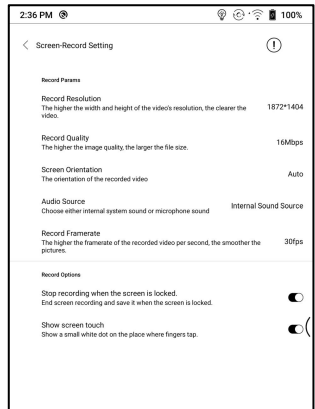 2:36 PM
100%
Screen-Record Setting
Record Params
Record Resolution
The higher the width and height of the video's resolution, the clearer the
video.
1872*1404
Record Quality
The higher the image quality, the larger the file size.
16Mbps
Screen Orientation
The orientation of the recorded video
Auto
Audio Source
Choose either internal system sound or microphone sound
Internal Sound Source
Record Framerate
The higher the framerate of the recorded video per second, the smoother the
pictures.
30fps
Record Options
Stop recording when the screen is locked.
End screen recording and save it when the screen is locked.
Show screen touch
Show a small white dot on the place where fingers tap.